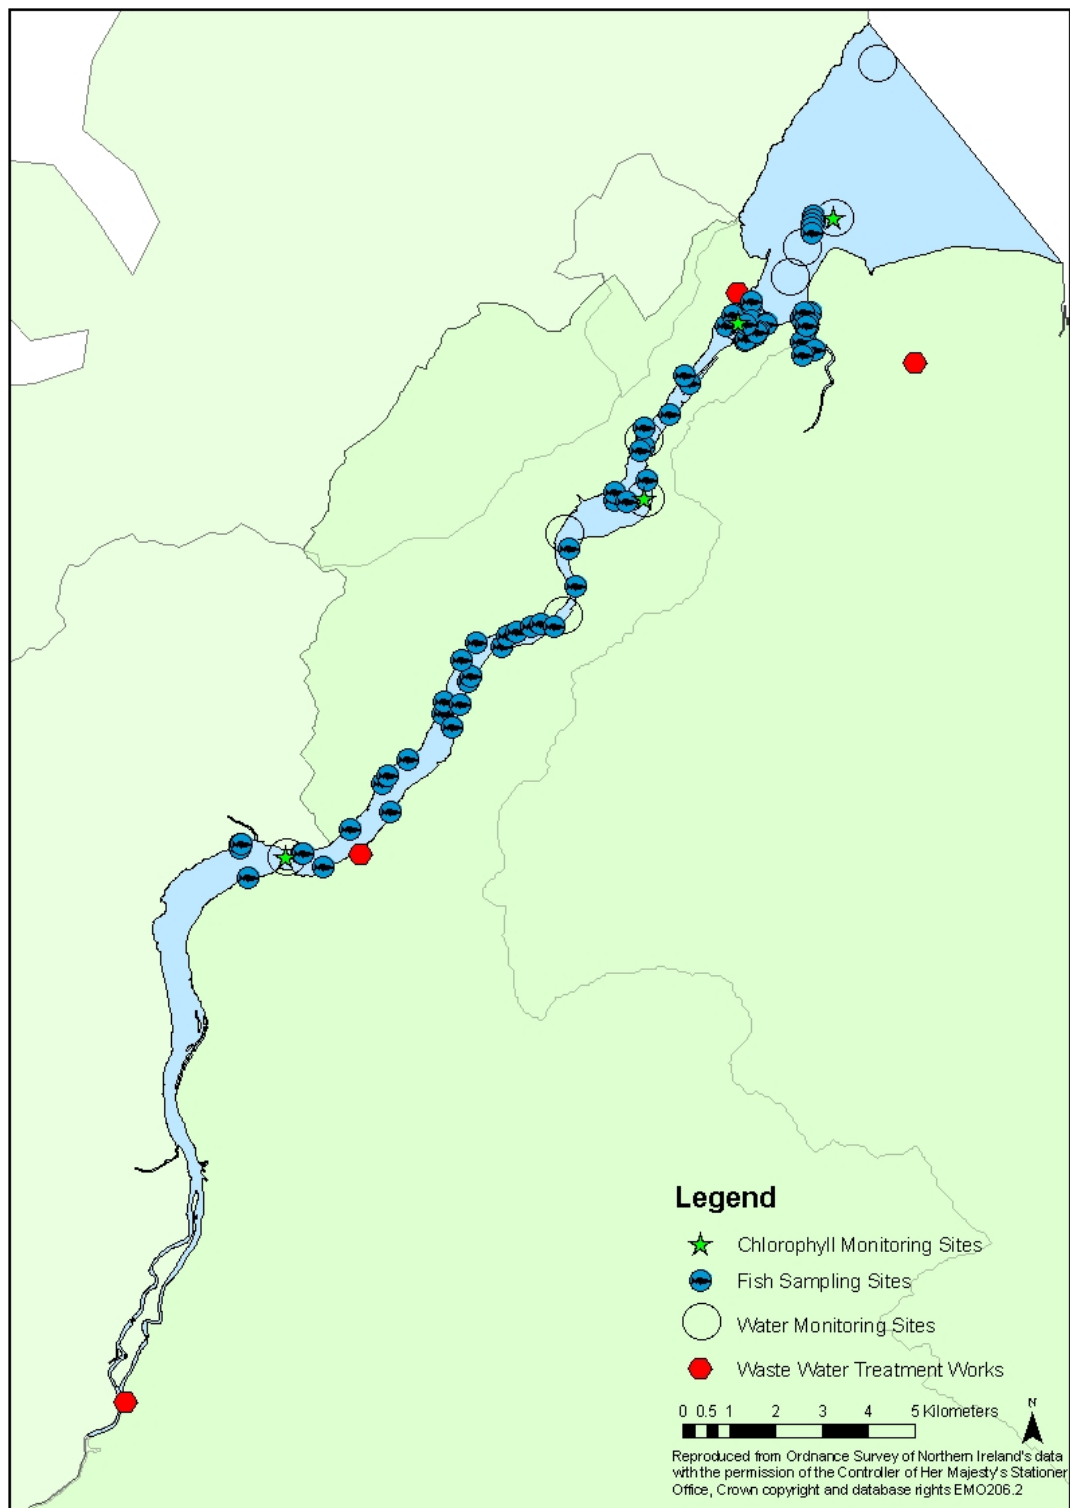 Legend
Chlorophyll Monitoring Sites
Fish Sampling Sites
Water Monitoring Sites
Waste Water Treatment Works
0 0.5 1 2 3 4 5 Kilometers
N
Reproduced from Ordnance Survey of Northern Ireland's data
with the permission of the Controller of Her Majesty's Stationer
Office, Crown copyright and database rights EMO206.2